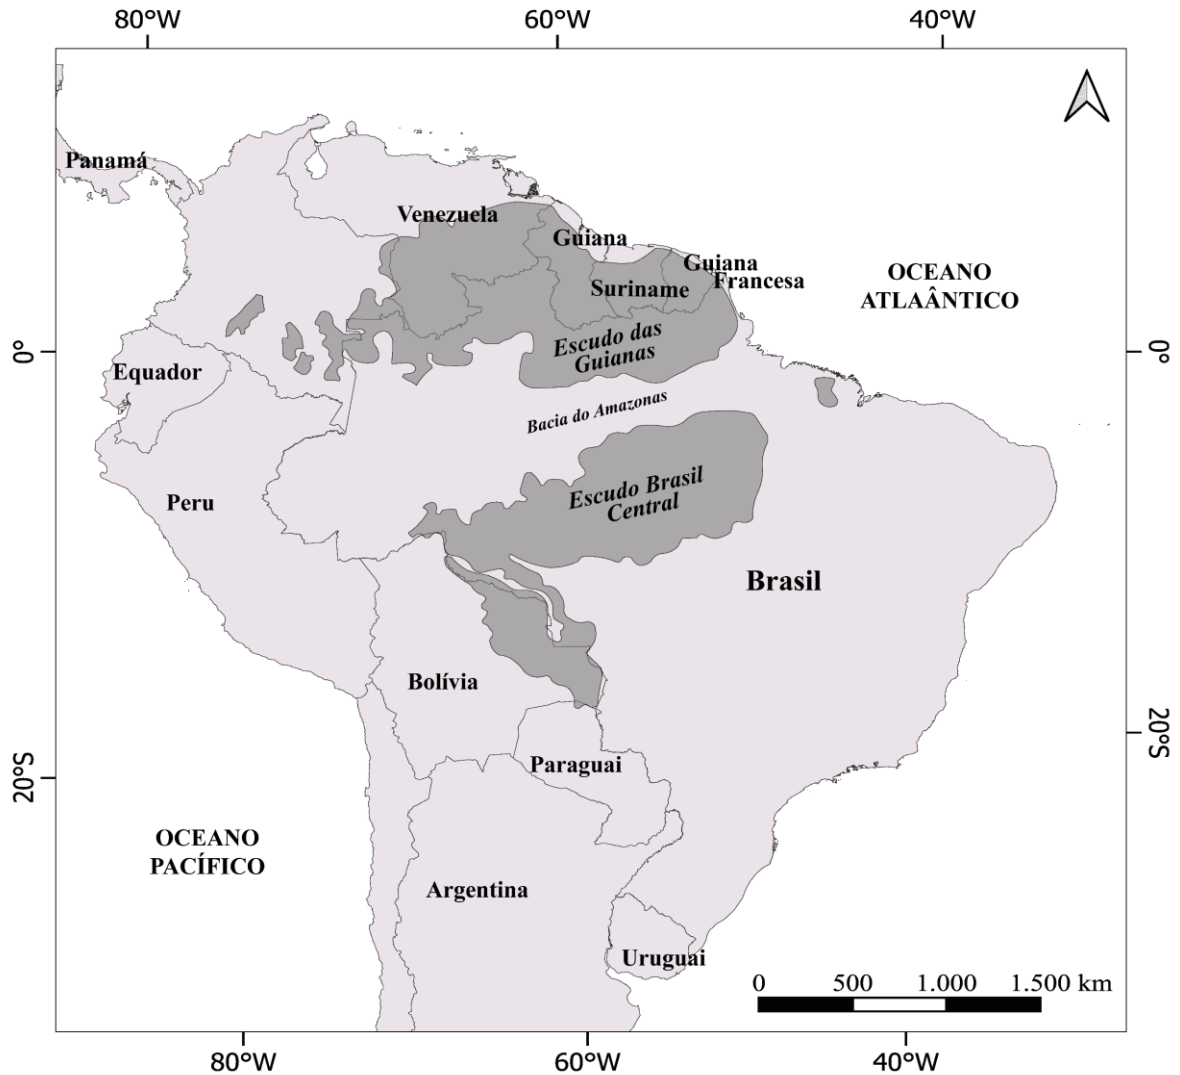 80°W 60°W 40°W
Panamá
Venezuela
Guiana
Guiana
Francesa
Suriname
OCEANO
ATLAÂNTICO
Escudo das
Guianas
0°
0°
Equador
Bacia do Amazonas
Peru
Escudo Brasil
Central
Brasil
Bolívia
20°S
20°S
Paraguai
OCEANO
PACÍFICO
Argentina
Uruguai
0 500 1.000 1.500 km
80°W 60°W 40°W